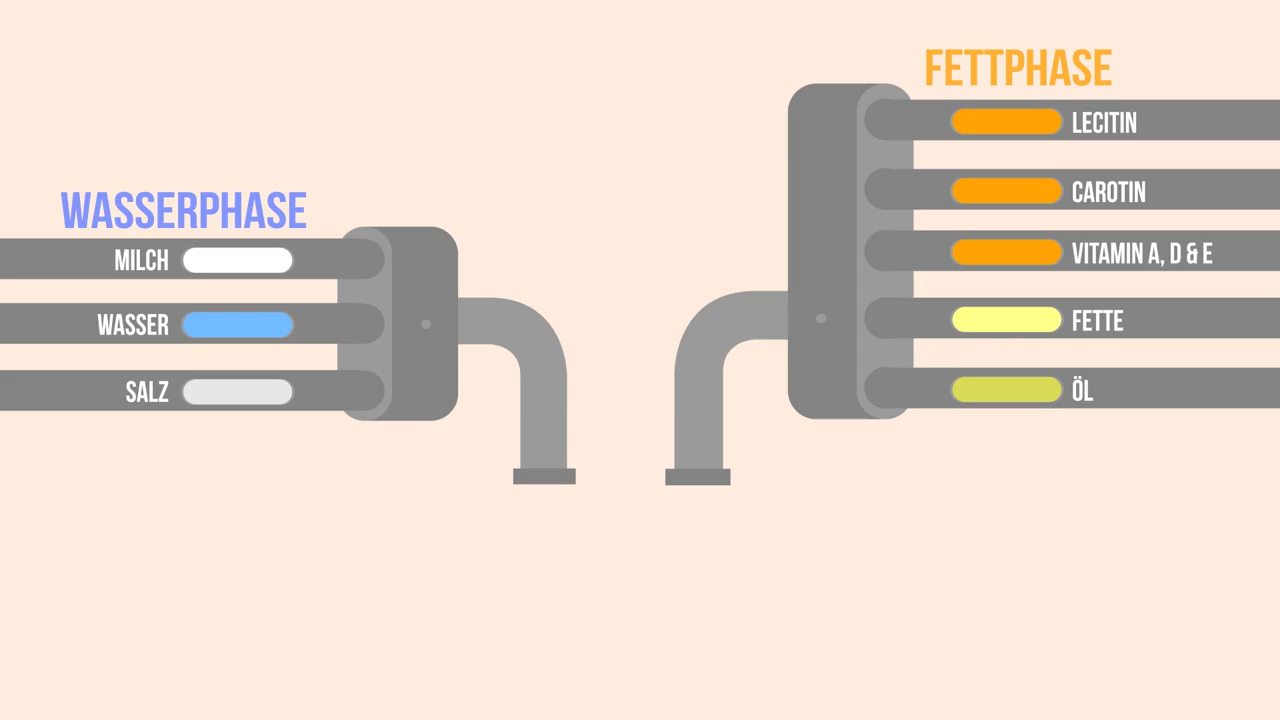 WASSERPHASE
MILCH
WASSER
SALZ
FETTPHASE
LECITIN
CAROTIN
VITAMIN A, D & E
FETTE
ÖL